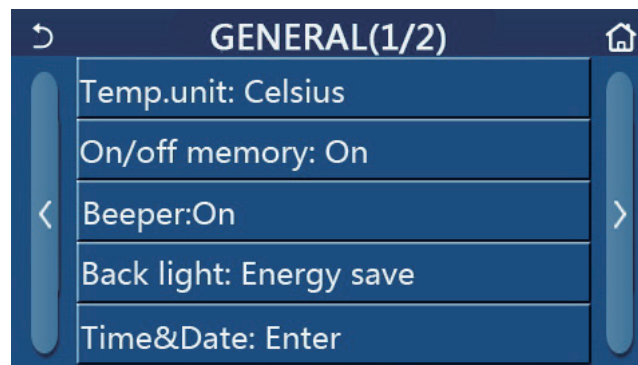 GENERAL(1/2)
Temp.unit: Celsius
On/off memory: On
Beeper:On
Back light: Energy save
Time&Date: Enter